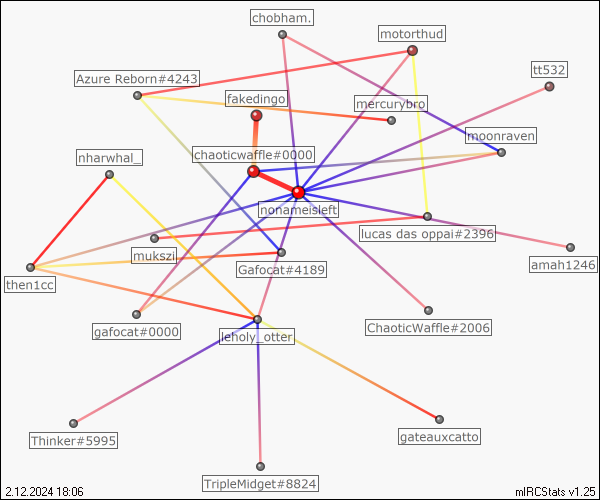 chobham.
motorthud
tt532
Azure Reborn#4243
fakedingo
mercurybro
moonraven
chaoticwaffle#0000
nharwhal_
nonameisleft
lucas das oppai#2396
mukszi
Gafocat#4189
amah1246
then1cc
gafocat#0000
leholy_otter
ChaoticWaffle#2006
Thinker#5995
gateauxcatto
TripleMidget#8824
2.12.2024 18:06
mIRCStats v1.25